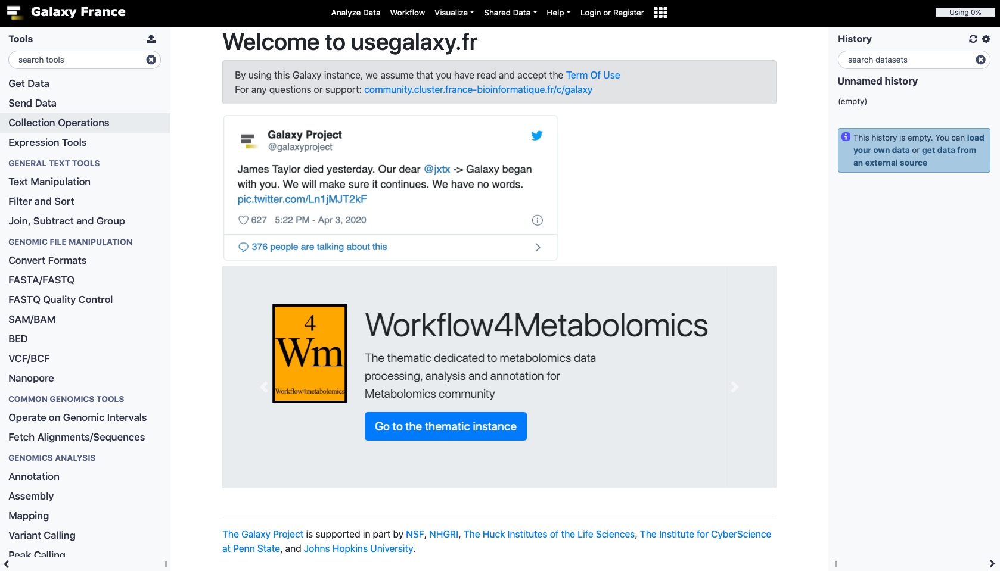 Galaxy France
Analyze Data Workflow Visualize Shared Data Help Login or Register
Using 0%
Tools
search tools
Get Data
Send Data
Collection Operations
Expression Tools
GENERAL TEXT TOOLS
Text Manipulation
Filter and Sort
Join, Subtract and Group
GENOMIC FILE MANIPULATION
Convert Formats
FASTA/FASTQ
FASTQ Quality Control
SAM/BAM
BED
VCF/BCF
Nanopore
COMMON GENOMICS TOOLS
Operate on Genomic Intervals
Fetch Alignments/Sequences
GENOMICS ANALYSIS
Annotation
Assembly
Mapping
Variant Calling
Peak Calling
Welcome to usegalaxy.fr
By using this Galaxy instance, we assume that you have read and accept the Term Of Use
For any questions or support: community.cluster.france-bioinformatique.fr/c/galaxy
Galaxy Project
@galaxyproject
James Taylor died yesterday. Our dear @jxtx -> Galaxy began
with you. We will make sure it continues. We have no words.
pic.twitter.com/Ln1jMJT2kF
627 5:22 PM - Apr 3, 2020
376 people are talking about this
4
Wm
Workflow4metabolomics
Workflow4Metabolomics
The thematic dedicated to metabolomics data
processing, analysis and annotation for
Metabolomics community
Go to the thematic instance
The Galaxy Project is supported in part by NSF, NHGRI, The Huck Institutes of the Life Sciences, The Institute for CyberScience
at Penn State, and Johns Hopkins University.
History
search datasets
Unnamed history
(empty)
This history is empty. You can load
your own data or get data from
an external source